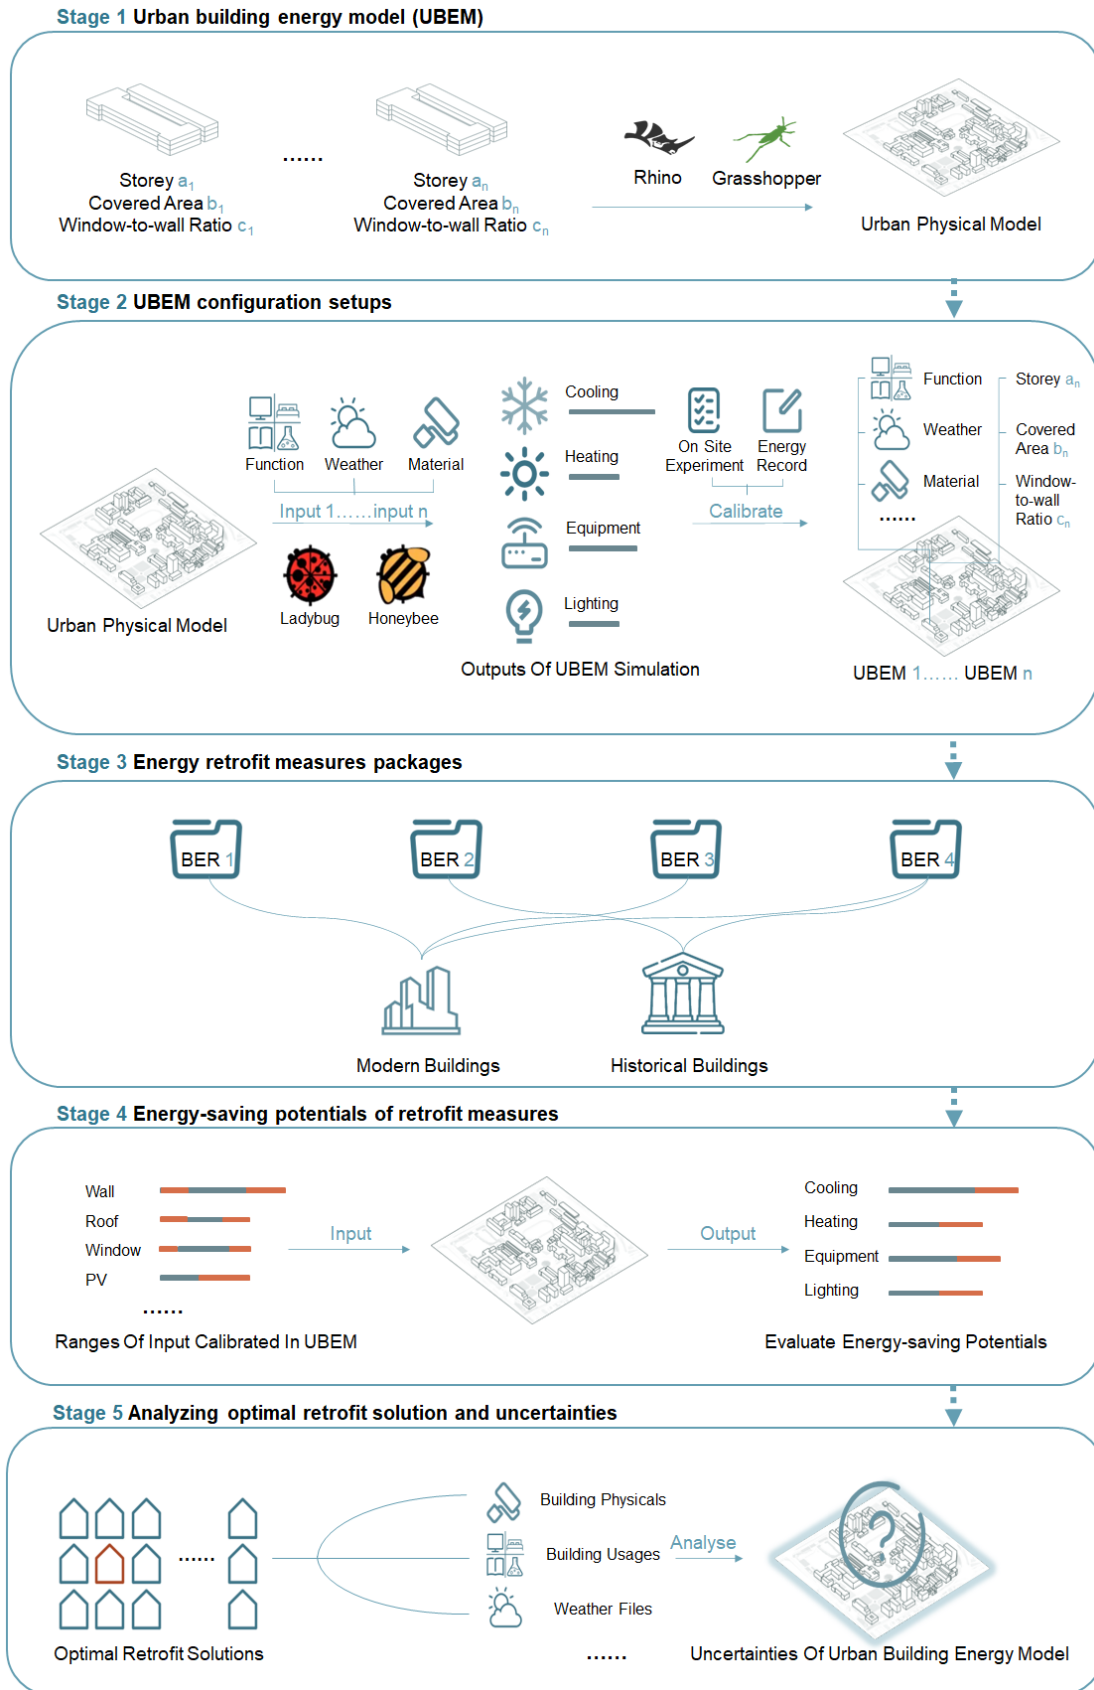 Stage 1 Urban building energy model (UBEM)
......
Storey a1
Covered Area b1
Window-to-wall Ratio c1
Storey an
Covered Area bn
Window-to-wall Ratio cn
Rhino
Grasshopper
Urban Physical Model
Stage 2 UBEM configuration setups
Urban Physical Model
Function
Weather
Material
Input 1......input n
Ladybug
Honeybee
Cooling
Heating
Equipment
Lighting
Outputs Of UBEM Simulation
On Site
Experiment
Energy
Record
Calibrate
Function
Weather
Material
......
Storey an
Covered
Area bn
Window-
to-wall
Ratio cn
UBEM 1...... UBEM n
Stage 3 Energy retrofit measures packages
BER 1
BER 2
BER 3
BER 4
Modern Buildings
Historical Buildings
Stage 4 Energy-saving potentials of retrofit measures
Wall
Roof
Window
PV
......
Ranges Of Input Calibrated In UBEM
Input
Output
Cooling
Heating
Equipment
Lighting
Evaluate Energy-saving Potentials
Stage 5 Analyzing optimal retrofit solution and uncertainties
......
Optimal Retrofit Solutions
Building Physicals
Building Usages
Weather Files
......
Analyse
?
Uncertainties Of Urban Building Energy Model